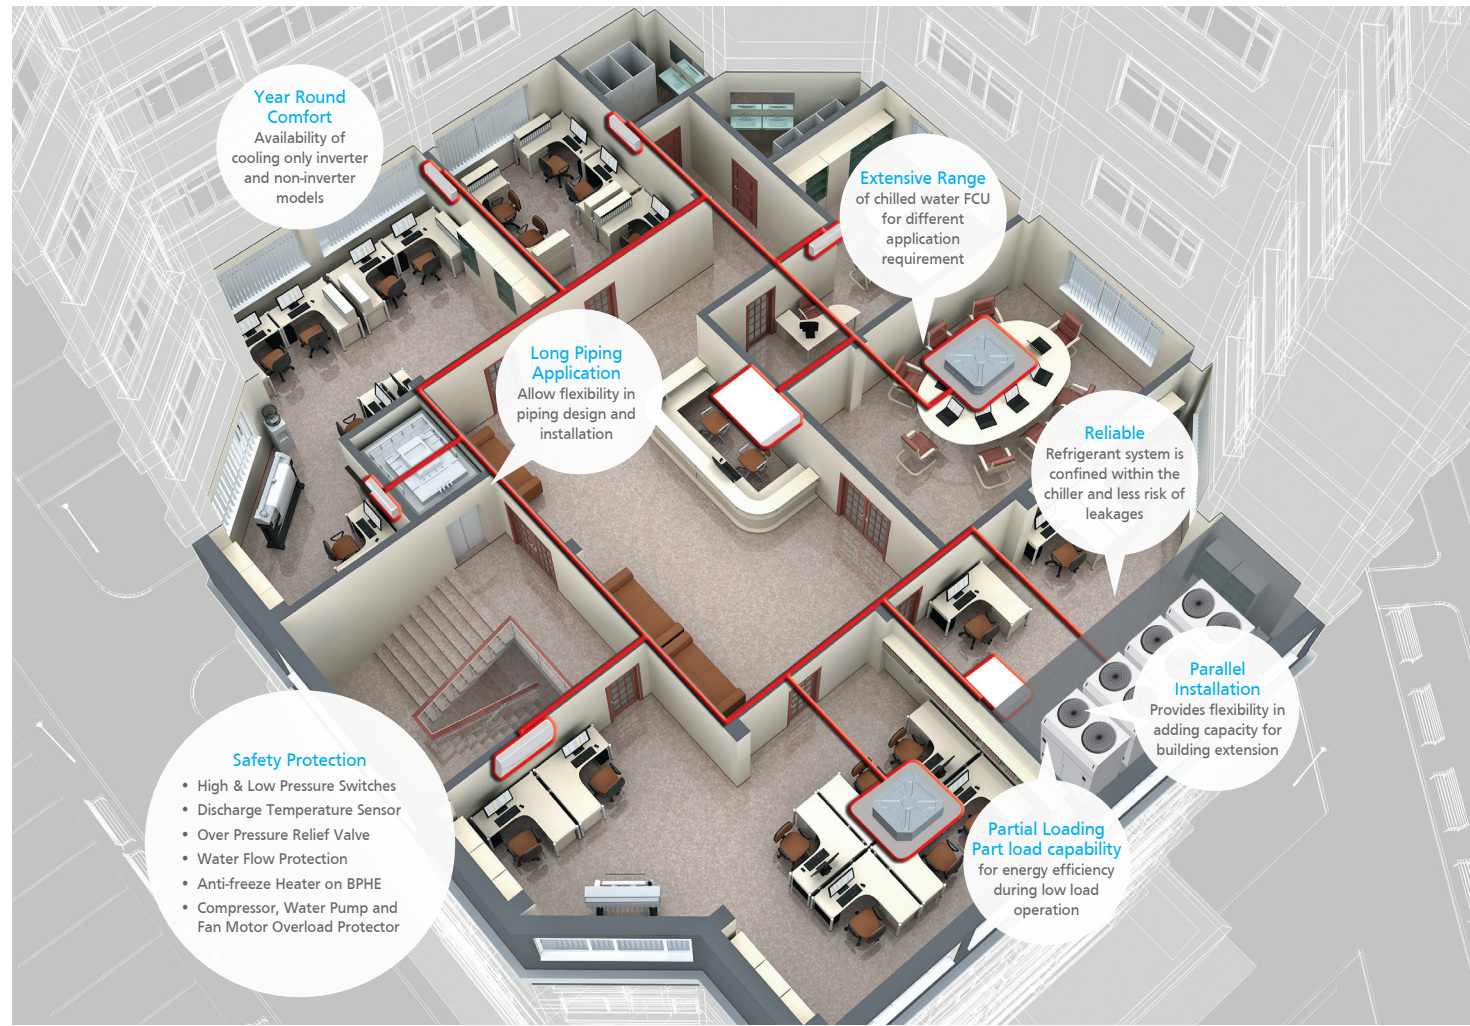 Year Round
Comfort
Availability of
cooling only inverter
and non-inverter
models
Extensive Range
of chilled water FCU
for different
application
requirement
Long Piping
Application
Allow flexibility in
piping design and
installation
Reliable
Refrigerant system is
confined within the
chiller and less risk of
leakages
Parallel
Installation
Provides flexibility in
adding capacity for
building extension
Safety Protection
• High & Low Pressure Switches
• Discharge Temperature Sensor
• Over Pressure Relief Valve
• Water Flow Protection
• Anti-freeze Heater on BPHE
• Compressor, Water Pump and
Fan Motor Overload Protector
Partial Loading
Part load capability
for energy efficiency
during low load
operation